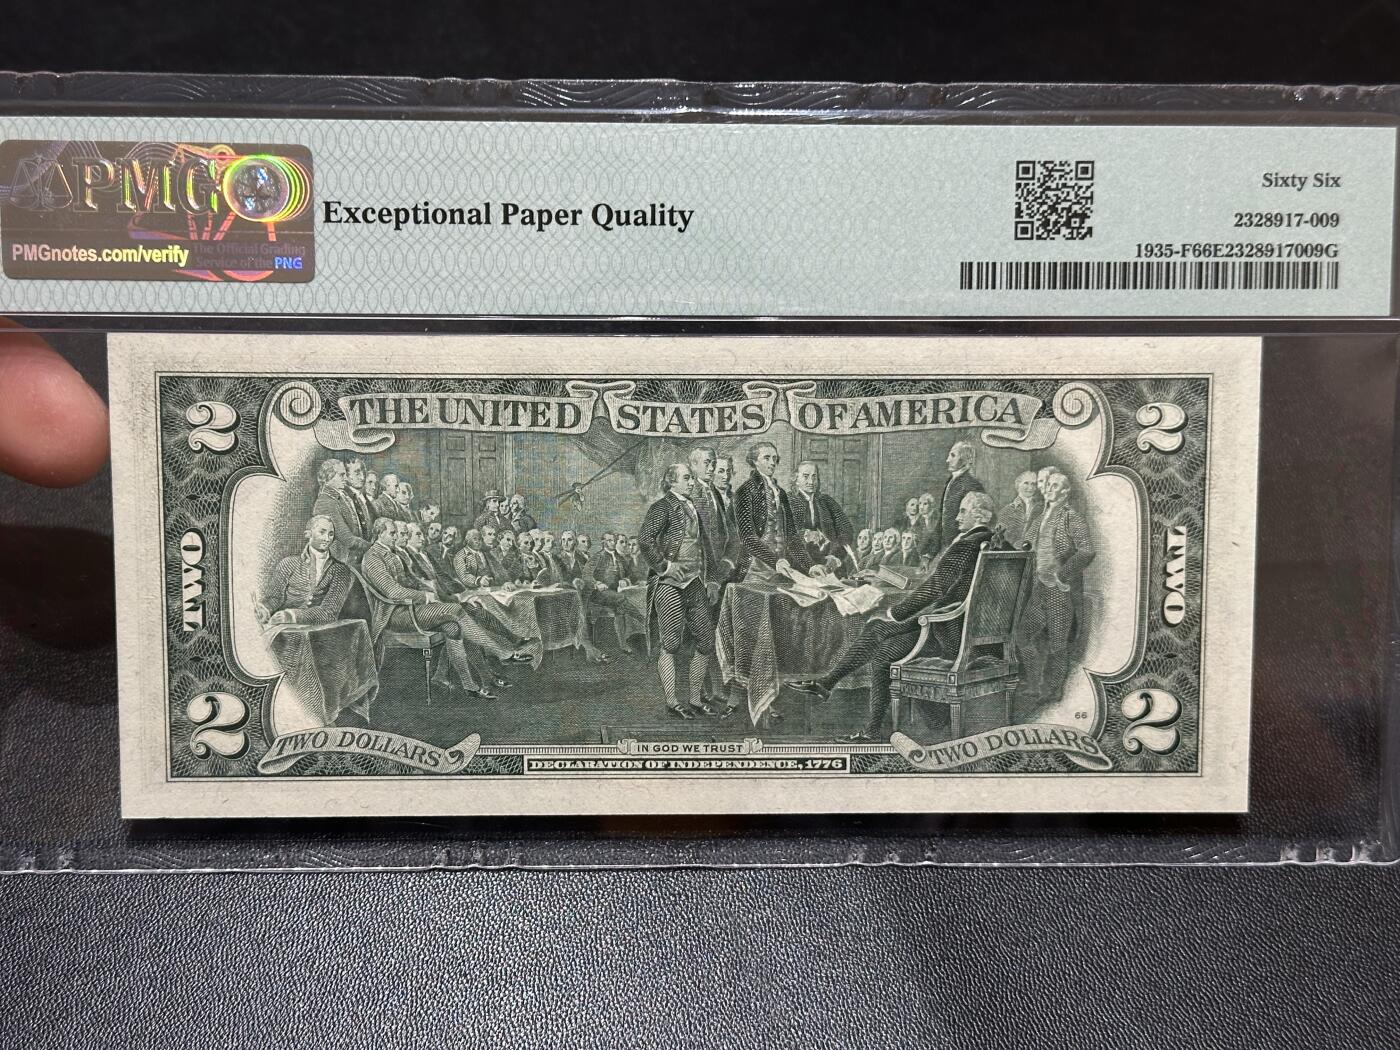 PMG
PMGnotes.com/verify
The Official Grading
Service of the PNG
Exceptional Paper Quality
Sixty Six
2328917-009
1935-F66E2328917009G
THE UNITED STATES OF AMERICA
2
2
TWO
TWO
2
2
66
TWO DOLLARS
IN GOD WE TRUST
TWO DOLLARS
DECLARATION OF INDEPENDENCE, 1776